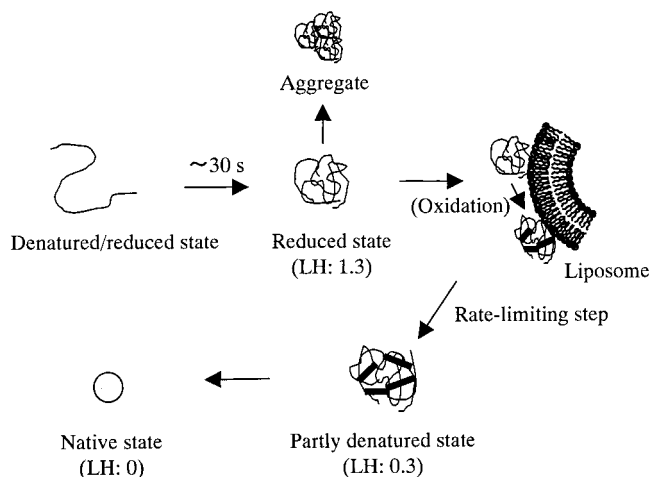 Aggregate
~30 s
Denatured/reduced state
Reduced state
(LH: 1.3)
(Oxidation)
Liposome
Rate-limiting step
Native state
(LH: 0)
Partly denatured state
(LH: 0.3)